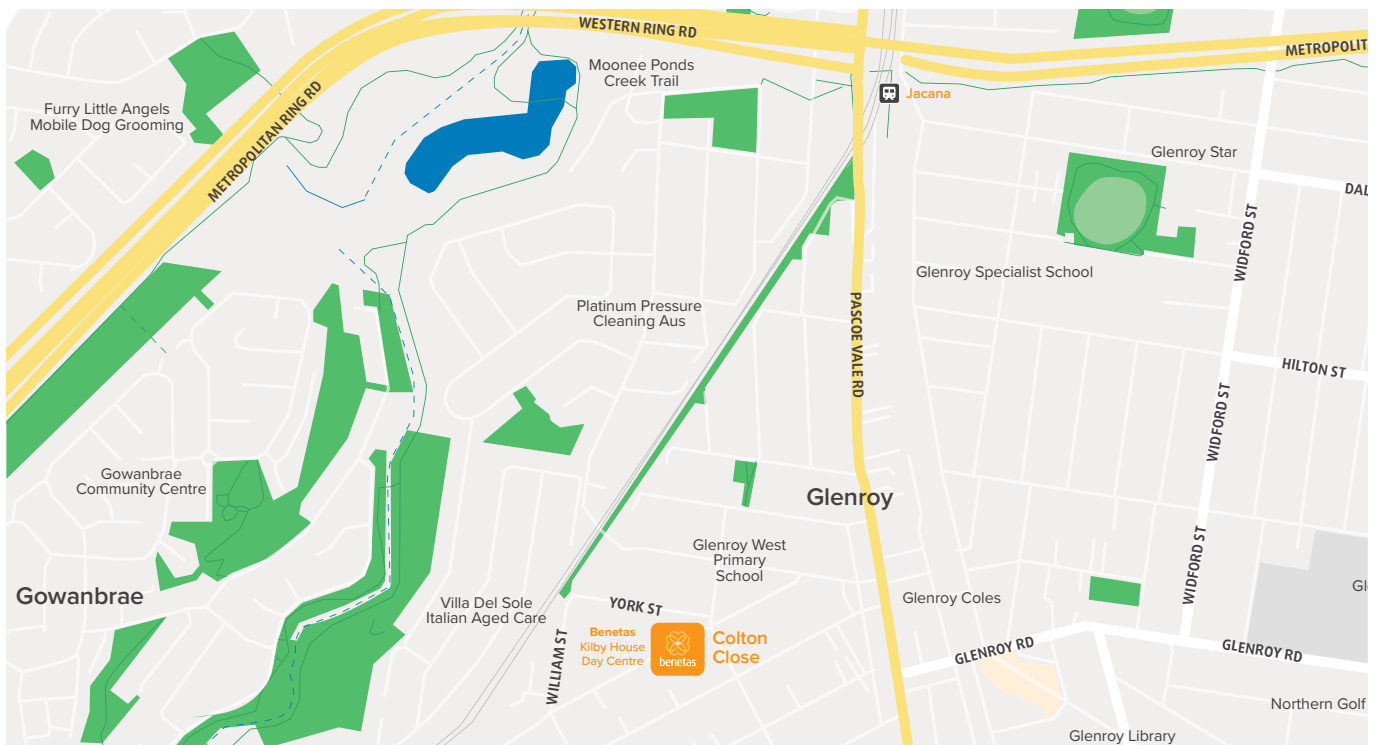 WESTERN RING RD
METROPOLIT
Moonee Ponds
Creek Trail
Jacana
Furry Little Angels
Mobile Dog Grooming
METROPOLITAN RING RD
Glenroy Star
DAL
WIDFORD ST
Glenroy Specialist School
Platinum Pressure
Cleaning Aus
PASCOE VALE RD
HILTON ST
WIDFORD ST
Gowanbrae
Community Centre
Glenroy
Glenroy West
Primary
School
WIDFORD ST
Gl
Gowanbrae
Villa Del Sole
Italian Aged Care
YORK ST
Glenroy Coles
Benetas
Kilby House
Day Centre
benetas
Colton
Close
WILLIAM ST
GLENROY RD
GLENROY RD
Northern Golf
Glenroy Library